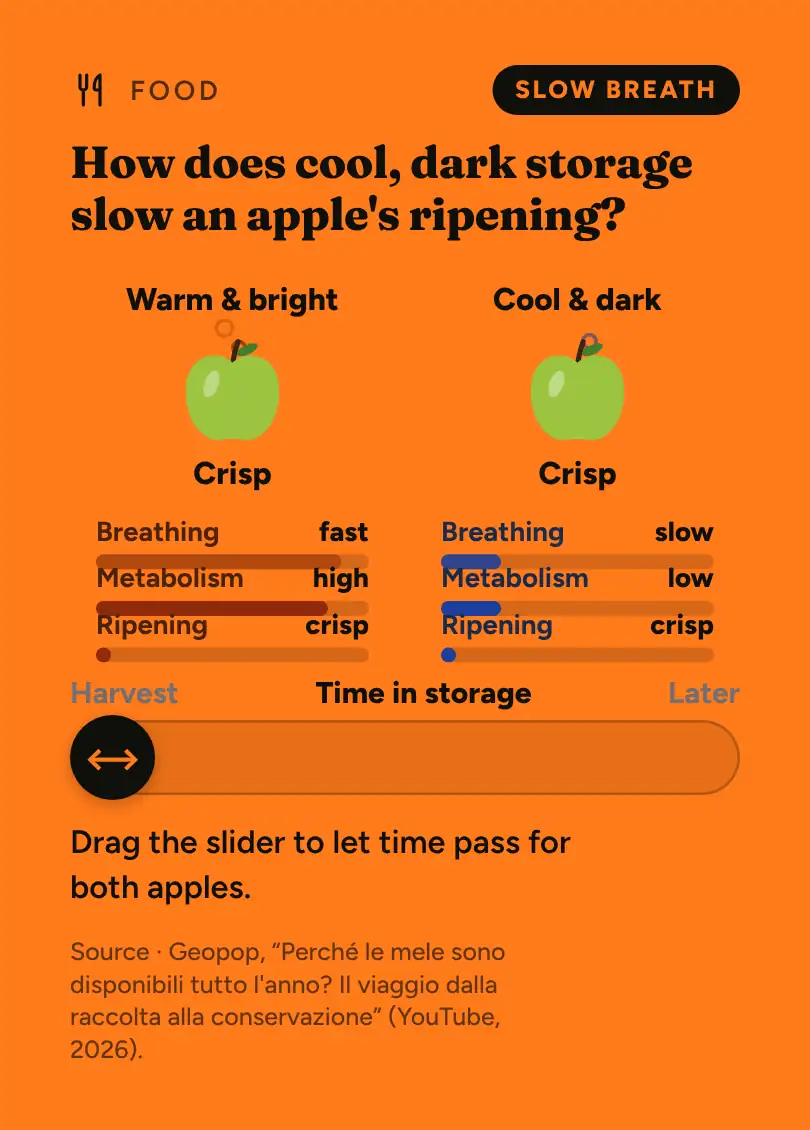 FOOD
SLOW BREATH
How does cool, dark storage
slow an apple's ripening?
Warm & bright
Cool & dark
Crisp
Crisp
Breathing fast
Breathing slow
Metabolism high
Metabolism low
Ripening crisp
Ripening crisp
Harvest Time in storage Later
Drag the slider to let time pass for
both apples.
Source · Geopop, “Perché le mele sono
disponibili tutto l'anno? Il viaggio dalla
raccolta alla conservazione” (YouTube,
2026).